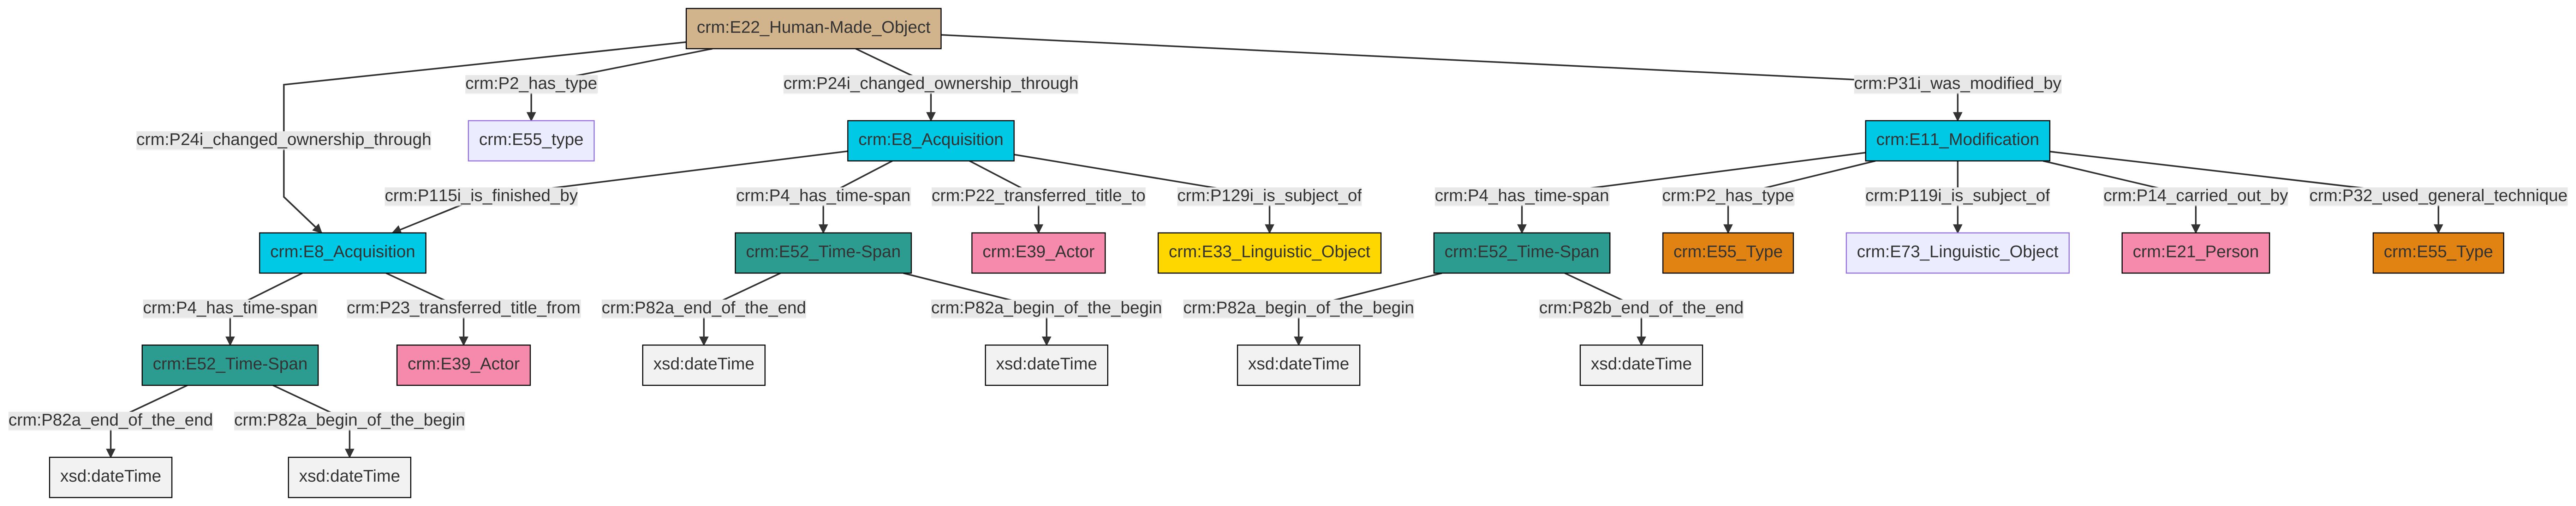 crm:E22_Human-Made_Object
crm:P2_has_type
crm:P24i_changed_ownership_through
crm:P31i_was_modified_by
crm:P24i_changed_ownership_through
crm:E55_type
crm:E8_Acquisition
crm:E11_Modification
crm:P115i_is_finished_by
crm:P4_has_time-span
crm:P22_transferred_title_to
crm:P129i_is_subject_of
crm:P4_has_time-span
crm:P2_has_type
crm:P119i_is_subject_of
crm:P14_carried_out_by
crm:P32_used_general_technique
crm:E8_Acquisition
crm:E52_Time-Span
crm:E39_Actor
crm:E33_Linguistic_Object
crm:E52_Time-Span
crm:E55_Type
crm:E73_Linguistic_Object
crm:E21_Person
crm:E55_Type
crm:P4_has_time-span
crm:P23_transferred_title_from
crm:P82a_end_of_the_end
crm:P82a_begin_of_the_begin
crm:P82a_begin_of_the_begin
crm:P82b_end_of_the_end
crm:E52_Time-Span
crm:E39_Actor
xsd:dateTime
xsd:dateTime
xsd:dateTime
xsd:dateTime
crm:P82a_end_of_the_end
crm:P82a_begin_of_the_begin
xsd:dateTime
xsd:dateTime